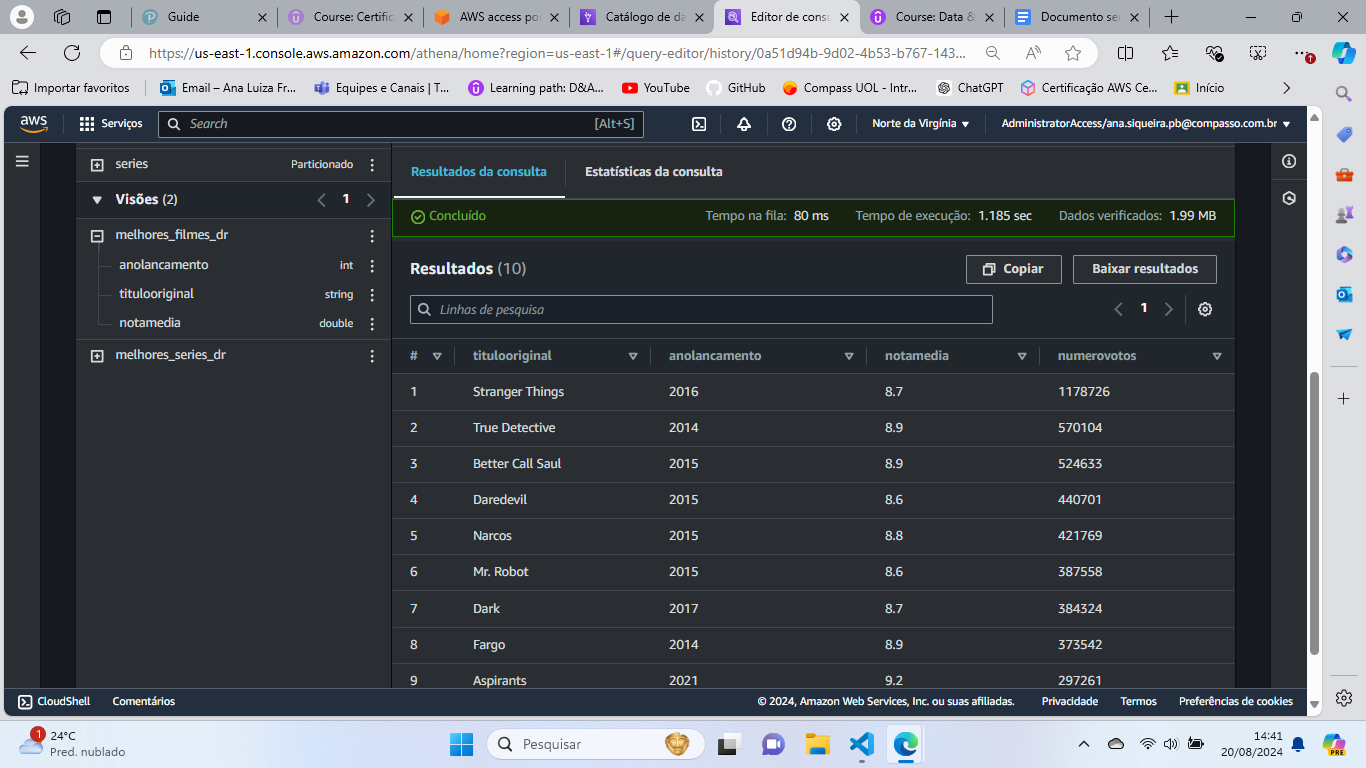 Guide
Course: Certific
AWS access por
Catálogo de da
Editor de consu
Course: Data &
Documento se
https://us-east-1.console.aws.amazon.com/athena/home?region=us-east-1#/query-editor/history/0a51d94b-9d02-4b53-b767-143...
Importar favoritos
Email – Ana Luiza Fr...
Equipes e Canais | T...
Learning path: D&A...
YouTube
GitHub
Compass UOL - Intr...
ChatGPT
Certificação AWS Ce...
Início
aws
Serviços
Search
[Alt+S]
Norte da Virgínia
AdministratorAccess/ana.siqueira.pb@compasso.com.br
series Particionado
Visões (2) 1
melhores_filmes_dr
anolancamento int
titulooriginal string
notamedia double
melhores_series_dr
Resultados da consulta Estatísticas da consulta
Concluído Tempo na fila: 80 ms Tempo de execução: 1.185 sec Dados verificados: 1.99 MB
Resultados (10) Copiar Baixar resultados
Linhas de pesquisa 1
# titulooriginal anolancamento notamedia numerovotos
1 Stranger Things 2016 8.7 1178726
2 True Detective 2014 8.9 570104
3 Better Call Saul 2015 8.9 524633
4 Daredevil 2015 8.6 440701
5 Narcos 2015 8.8 421769
6 Mr. Robot 2015 8.6 387558
7 Dark 2017 8.7 384324
8 Fargo 2014 8.9 373542
9 Aspirants 2021 9.2 297261
CloudShell Comentários © 2024, Amazon Web Services, Inc. ou suas afiliadas. Privacidade Termos Preferências de cookies
1
24°C
Pred. nublado
Pesquisar
PRE
14:41
20/08/2024